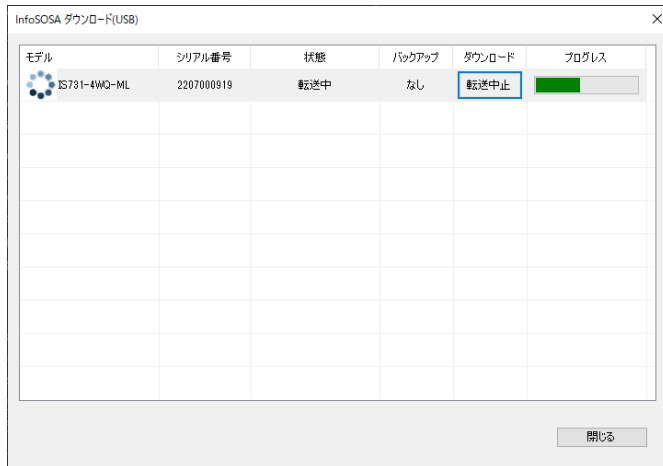 InfoSOSA ダウンロード(USB)
モデル シリアル番号 状態 バックアップ ダウンロード プログレス
IS731-4WQ-ML 2207000919 転送中 なし 転送中止
閉じる